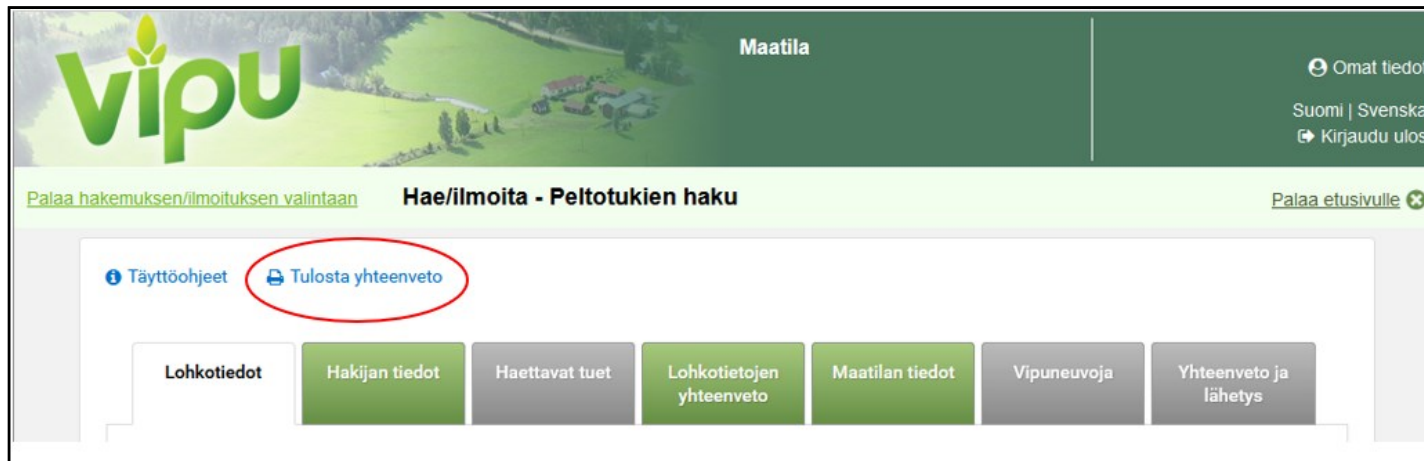 Vipu
Maatila
Omat tiedot
Suomi | Svenska
Kirjaudu ulos
Palaa hakemuksen/ilmoituksen valintaan Hae/ilmoita - Peltotukien haku Palaa etusivulle
Täyttöohjeet Tulosta yhteenveto
Lohkotiedot Hakijan tiedot Haettavat tuet Lohkotietojen yhteenveto Maatilan tiedot Vipuneuvoja Yhteenveto ja lähetys